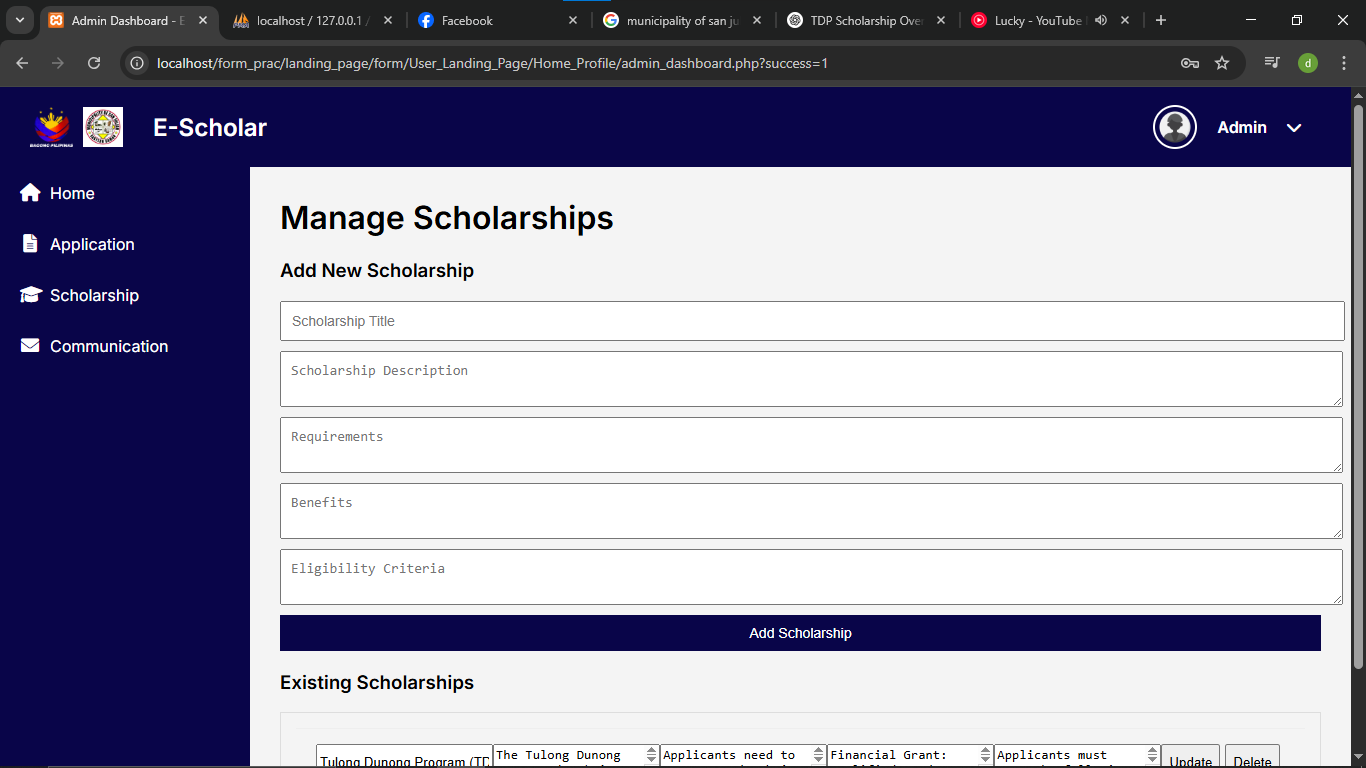 Admin Dashboard - E
localhost / 127.0.0.1 /
Facebook
municipality of san ju
TDP Scholarship Over
Lucky - YouTube
localhost/form_prac/landing_page/form/User_Landing_Page/Home_Profile/admin_dashboard.php?success=1
d
BAGONG PILIPINAS
E-Scholar
Admin
Home
Application
Scholarship
Communication
Manage Scholarships
Add New Scholarship
Scholarship Title
Scholarship Description
Requirements
Benefits
Eligibility Criteria
Add Scholarship
Existing Scholarships
Tulong Dunong Program (TD
The Tulong Dunong
Applicants need to
Financial Grant:
Applicants must
Update
Delete